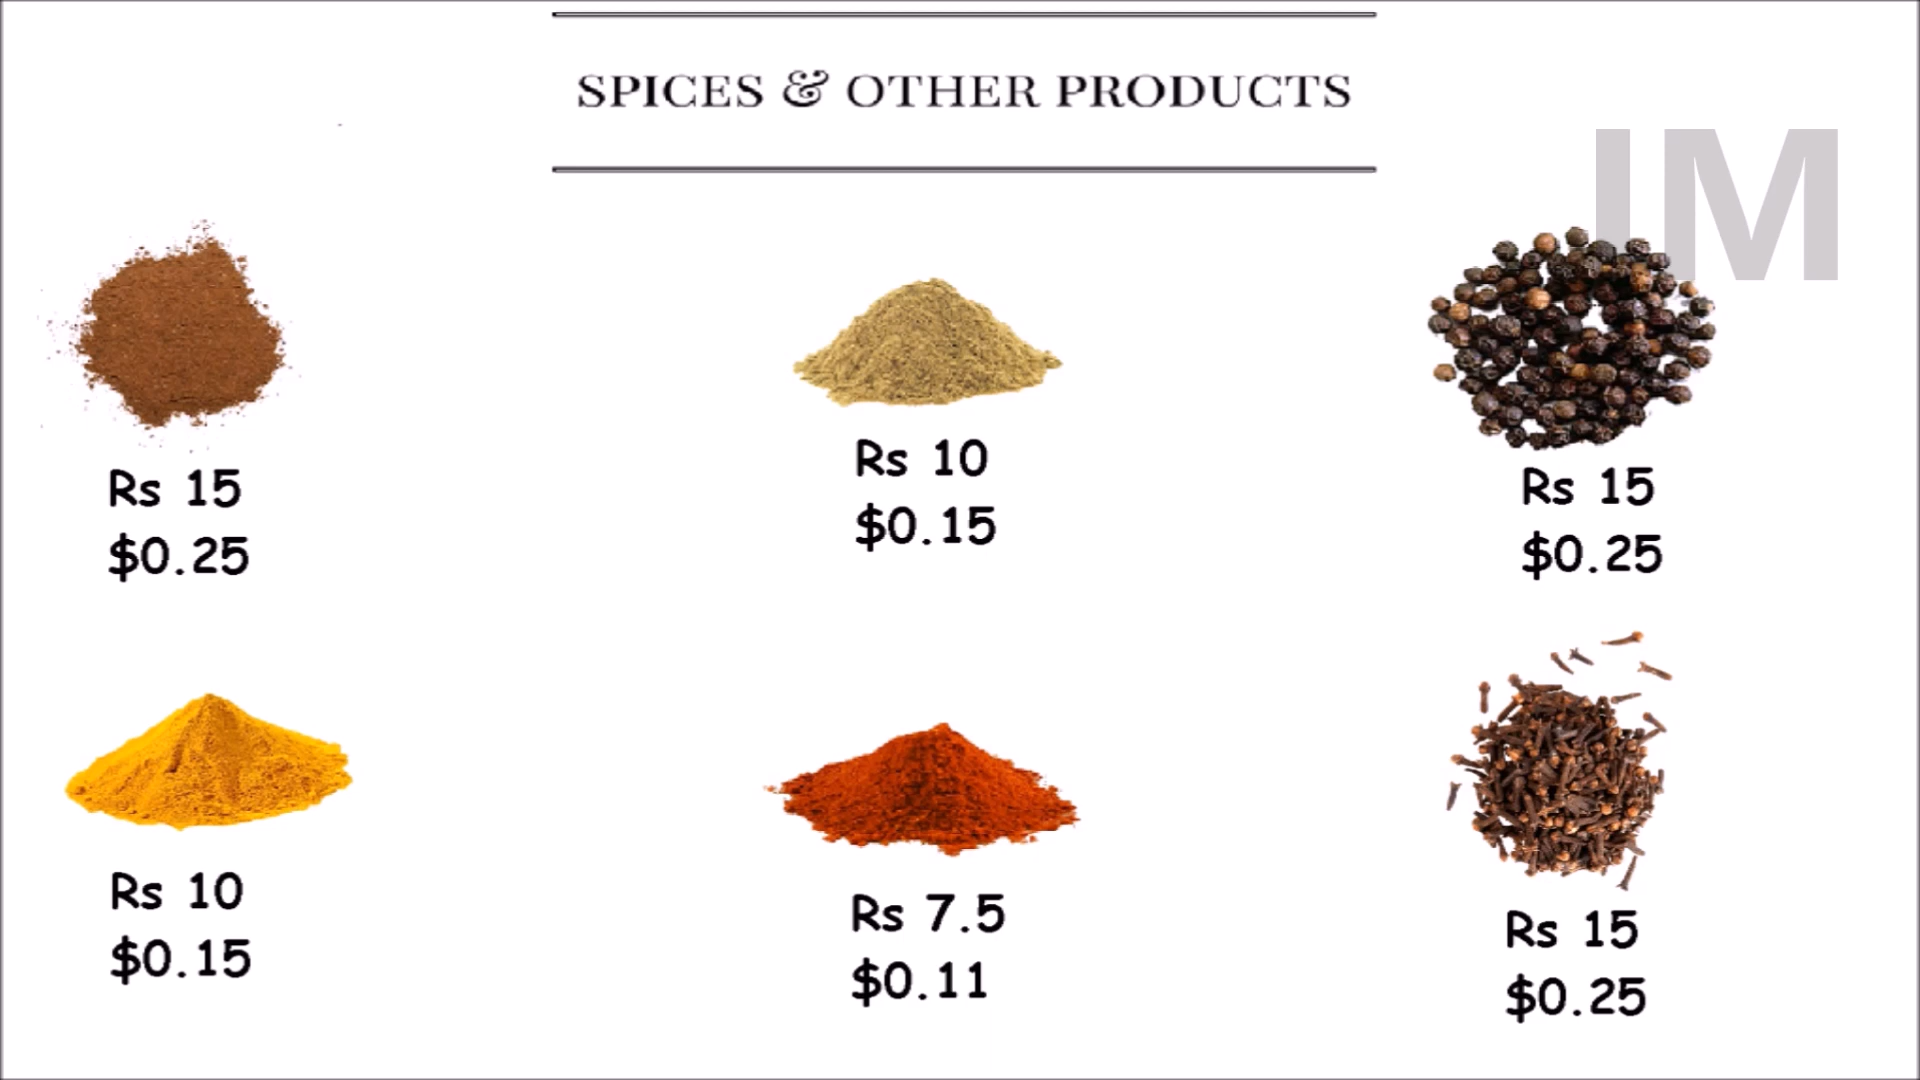 SPICES & OTHER PRODUCTS
IM
Rs 15
$0.25
Rs 10
$0.15
Rs 15
$0.25
Rs 10
$0.15
Rs 7.5
$0.11
Rs 15
$0.25